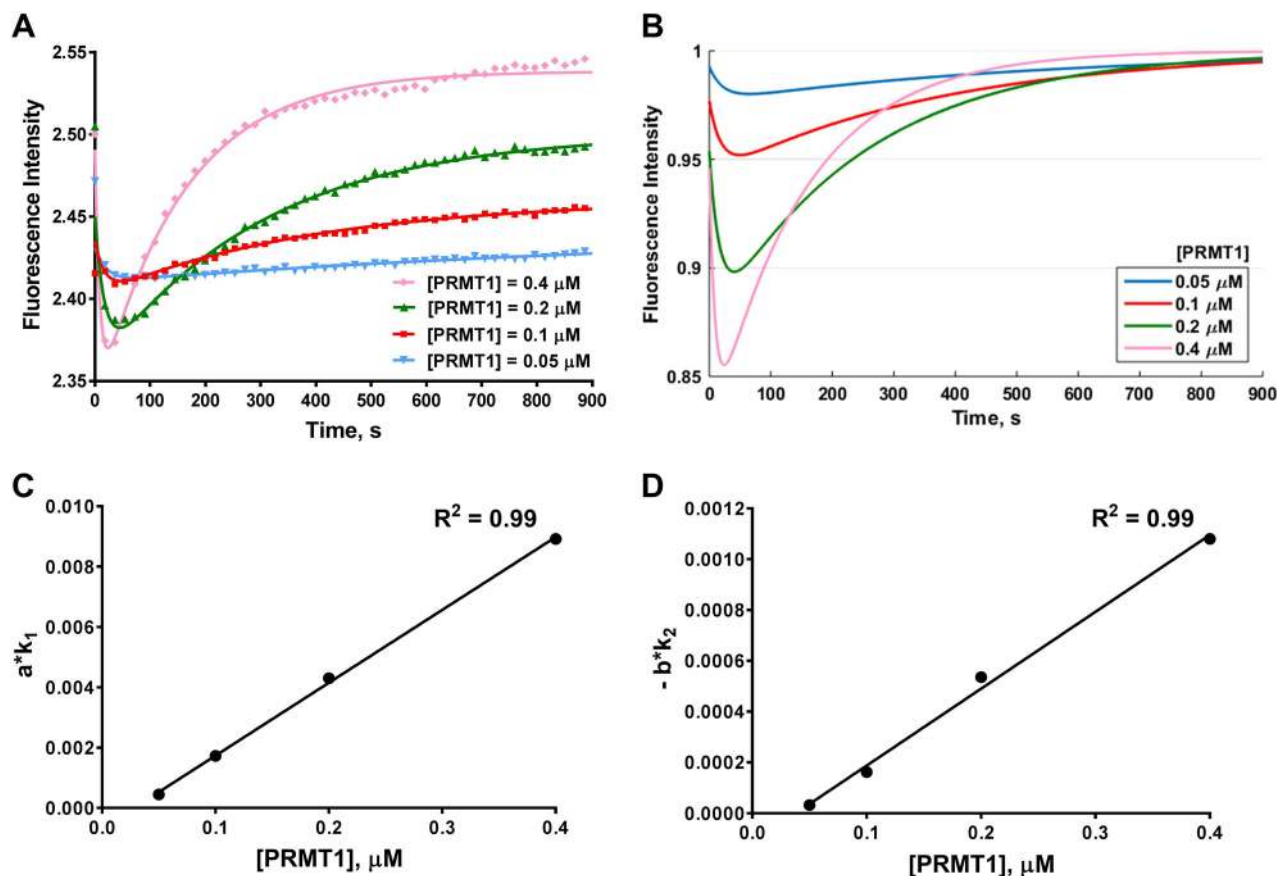 A
2.55
2.50
2.45
2.40
2.35
Fluorescence Intensity
0 100 200 300 400 500 600 700 800 900
Time, s
[PRMT1] = 0.4 μM
[PRMT1] = 0.2 μM
[PRMT1] = 0.1 μM
[PRMT1] = 0.05 μM
B
1
0.95
0.9
0.85
Fluorescence Intensity
0 100 200 300 400 500 600 700 800 900
Time, s
[PRMT1]
0.05 μM
0.1 μM
0.2 μM
0.4 μM
C
0.010
0.008
0.006
0.004
0.002
0.000
a*k₁
R² = 0.99
0.0 0.1 0.2 0.3 0.4
[PRMT1], μM
D
0.0012
0.0010
0.0008
0.0006
0.0004
0.0002
0.0000
- b*k₂
R² = 0.99
0.0 0.1 0.2 0.3 0.4
[PRMT1], μM